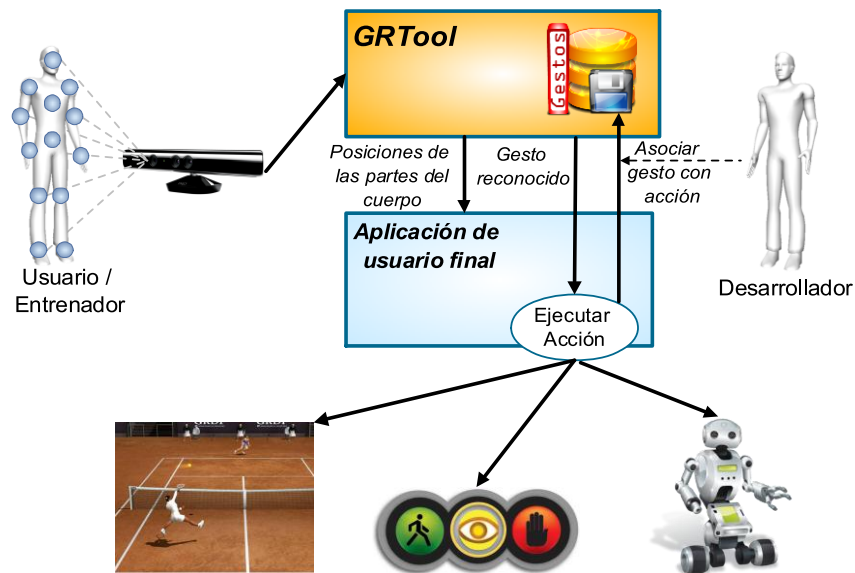 GRTool
Gestos
Posiciones de
las partes del
cuerpo
Gesto
reconocido
Asociar
gesto con
acción
Aplicación de
usuario final
Ejecutar
Acción
Usuario /
Entrenador
Desarrollador